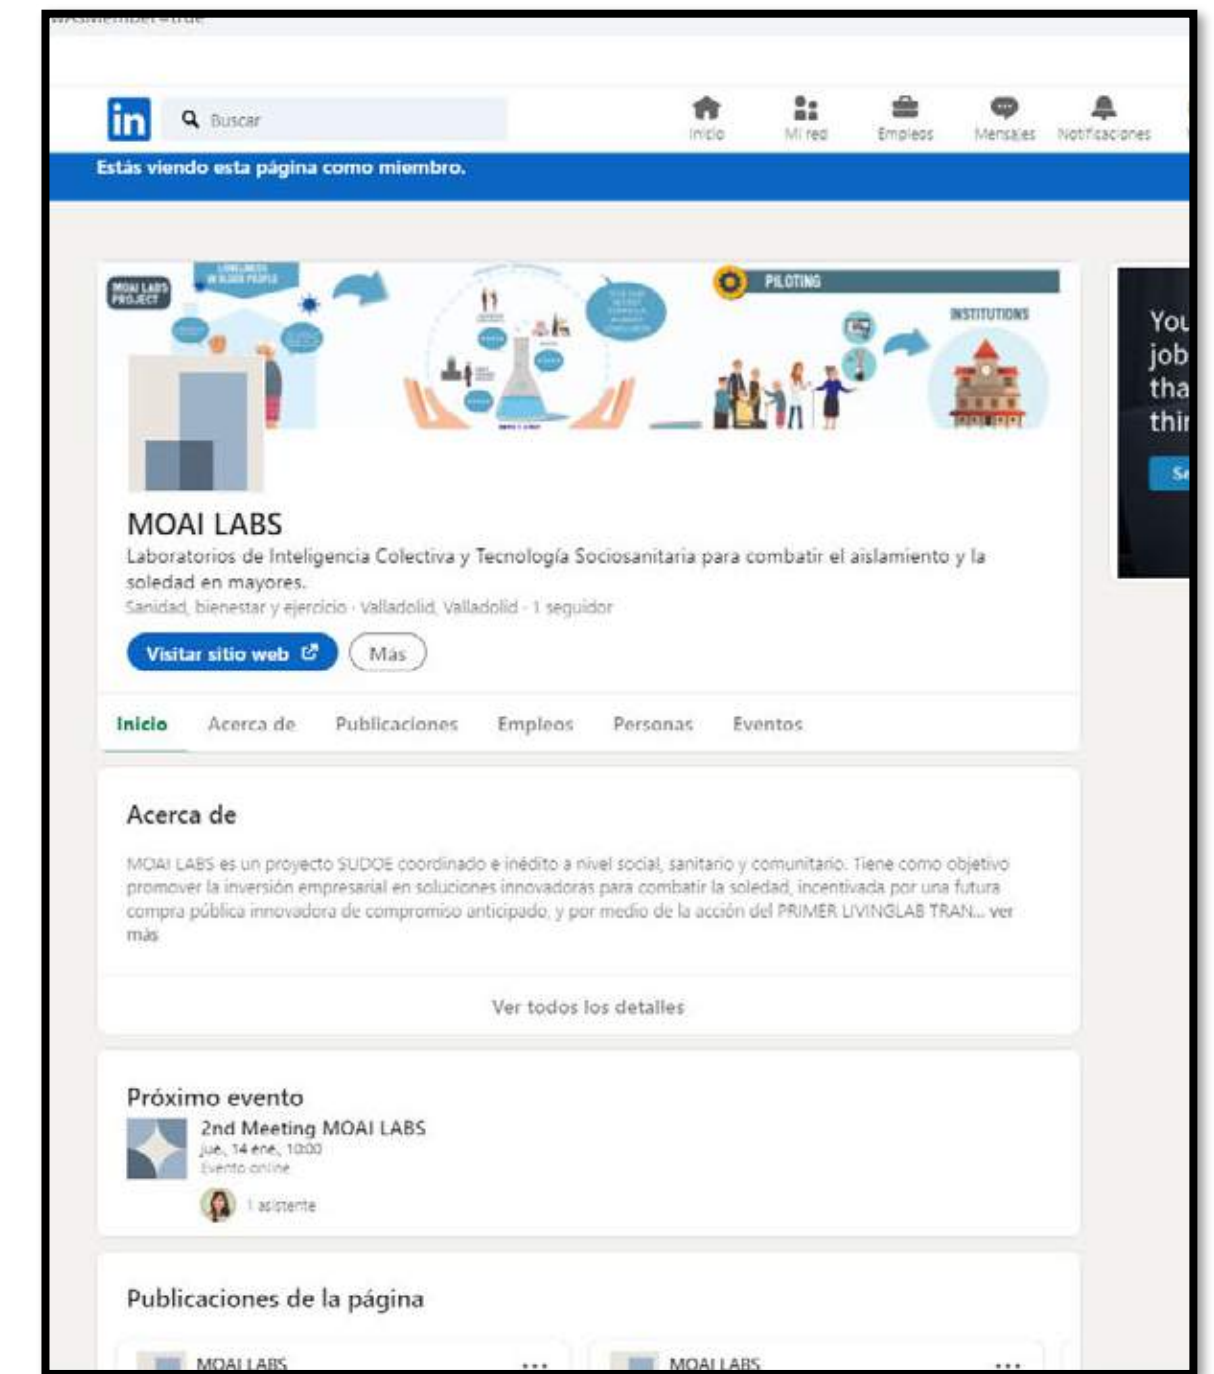 in
Buscar
Inicio
Mi red
Empleos
Mensajes
Notificaciones
Estás viendo esta página como miembro.
MOAI LABS
PROJECT
LONELINESS
IN OLDER PEOPLE
PILOTING
INSTITUTIONS
You
job
tha
thin
Se
MOAI LABS
Laboratorios de Inteligencia Colectiva y Tecnología Sociosanitaria para combatir el aislamiento y la
soledad en mayores.
Sanidad, bienestar y ejercicio · Valladolid, Valladolid · 1 seguidor
Visitar sitio web
Más
Inicio
Acerca de
Publicaciones
Empleos
Personas
Eventos
Acerca de
MOAI LABS es un proyecto SUDOE coordinado e inédito a nivel social, sanitario y comunitario. Tiene como objetivo
promover la inversión empresarial en soluciones innovadoras para combatir la soledad, incentivada por una futura
compra pública innovadora de compromiso anticipado, y por medio de la acción del PRIMER LIVINGLAB TRAN... ver
más
Ver todos los detalles
Próximo evento
2nd Meeting MOAI LABS
jue., 14 ene., 10:00
Evento online
1 asistente
Publicaciones de la página
MOAI LABS
MOAI LABS